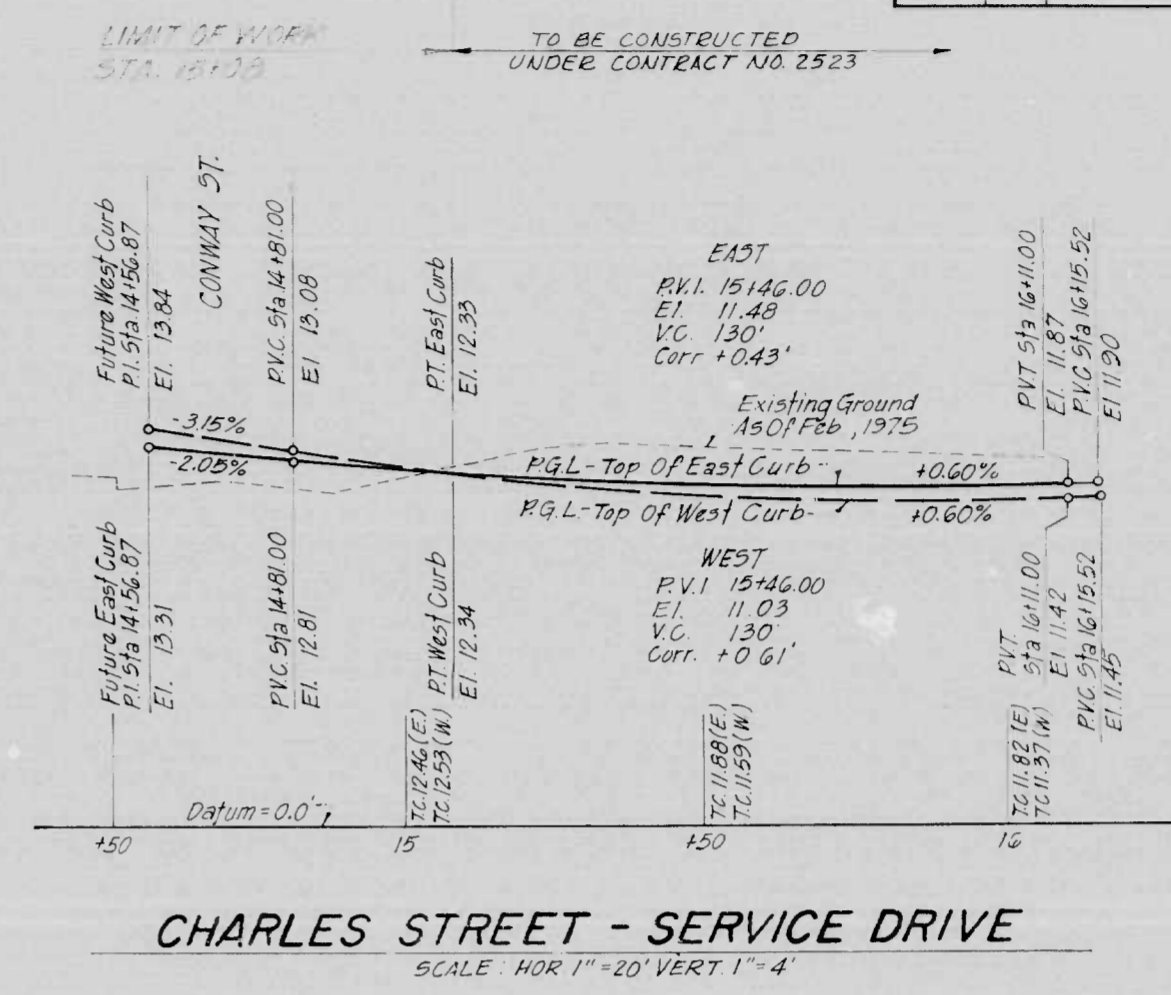 LIMIT OF WORK
STA. 15+08
TO BE CONSTRUCTED
UNDER CONTRACT NO. 2523
Future West Curb
P.I. Sta. 14+56.87
El. 13.84
CONWAY ST.
P.V.C. Sta. 14+81.00
El 13.08
P.T. East Curb
El. 12.33
EAST
P.V.I. 15+46.00
El. 11.48
V.C. 130'
Corr +0.43'
PVT Sta 16+11.00
El. 11.87
P.V.C Sta 16+15.52
El 11.90
Existing Ground
As Of Feb, 1975
-3.15%
-2.05%
P.G.L-Top Of East Curb
+0.60%
P.G.L-Top Of West Curb
+0.60%
Future East Curb
P.I. Sta 14+56.87
El. 13.31
P.V.C. Sta 14+81.00
El. 12.81
P.T. West Curb
El. 12.34
WEST
P.V.I 15+46.00
El. 11.03
V.C. 130'
Corr. +0 61'
PVT.
Sta 16+11.00
El 11.42
P.V.C. Sta 16+15.52
El. 11.45
T.C. 12.46 (E.)
T.C. 12.53 (W.)
T.C. 11.88 (E.)
T.C. 11.59 (W.)
T.C 11.82 (E)
T.C 11.37 (W)
Datum = 0.0'
+50
15
+50
16
CHARLES STREET - SERVICE DRIVE
SCALE : HOR 1" = 20' VERT. 1" = 4'